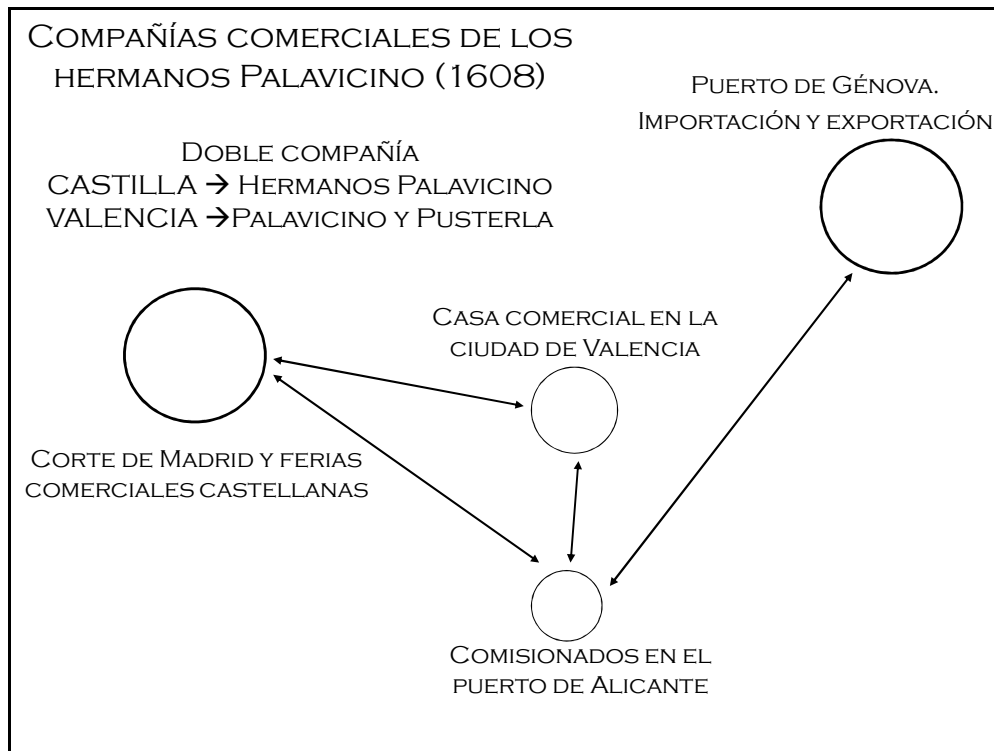 Compañías comerciales de los
hermanos Palavicino (1608)
Puerto de Génova.
Importación y exportación
Doble compañía
CASTILLA → Hermanos Palavicino
VALENCIA →Palavicino y Pusterla
Casa comercial en la
ciudad de Valencia
Corte de Madrid y ferias
comerciales castellanas
Comisionados en el
puerto de Alicante